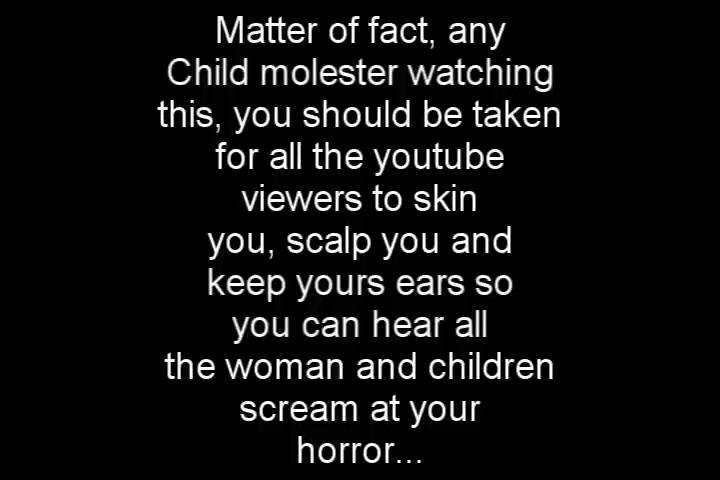 Matter of fact, any
Child molester watching
this, you should be taken
for all the youtube
viewers to skin
you, scalp you and
keep yours ears so
you can hear all
the woman and children
scream at your
horror...